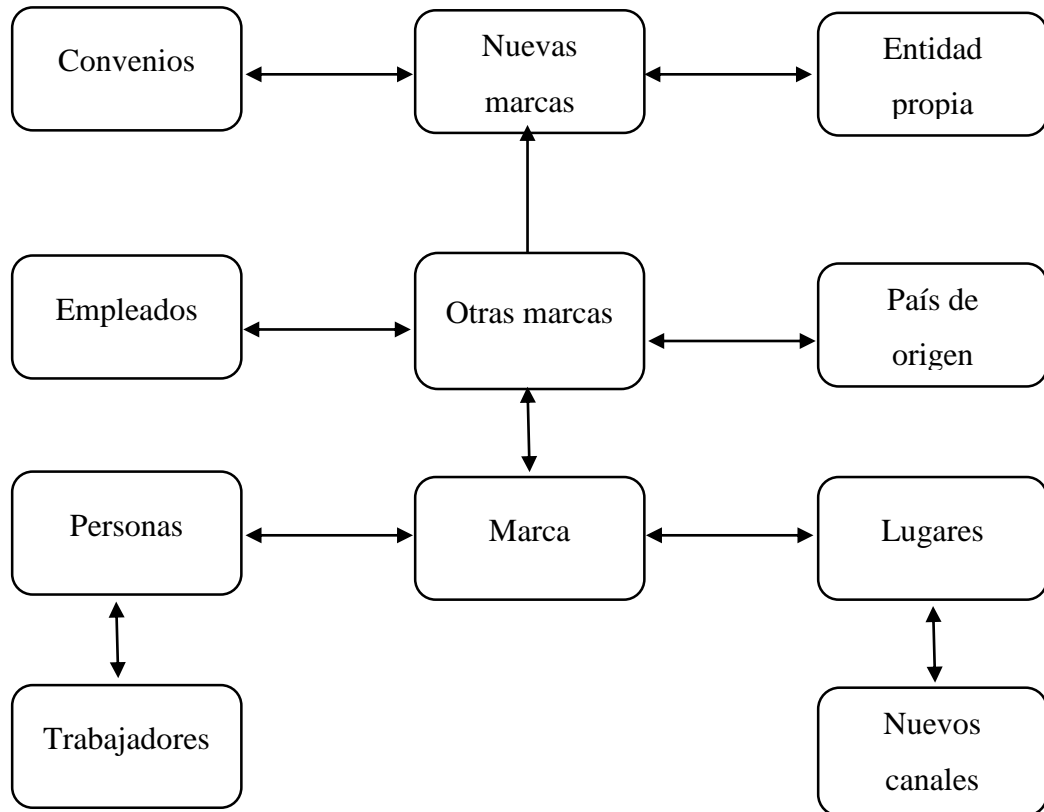 Convenios
Nuevas
marcas
Entidad
propia
Empleados
Otras marcas
País de
origen
Personas
Marca
Lugares
Trabajadores
Nuevos
canales